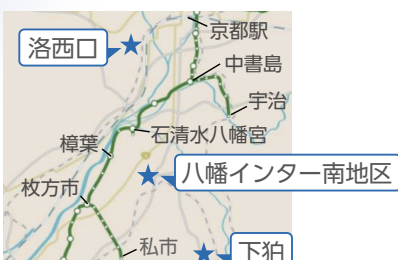 京都駅
洛西口
中書島
宇治
石清水八幡宮
樟葉
八幡インター南地区
枚方市
私市
下狛